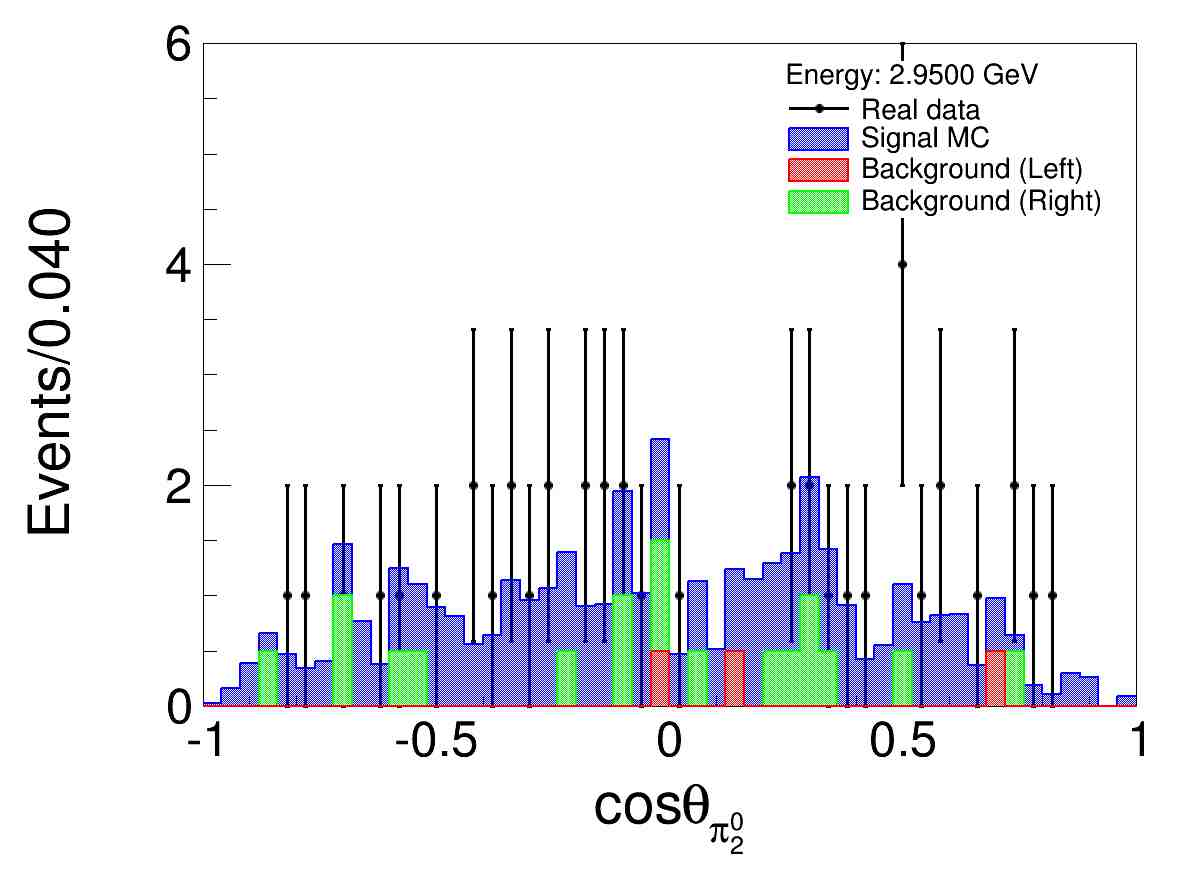 Energy: 2.9500 GeV
Real data
Signal MC
Background (Left)
Background (Right)
Events/0.040
6
4
2
0
-1
-0.5
0
0.5
1
cosθπ⁰₂